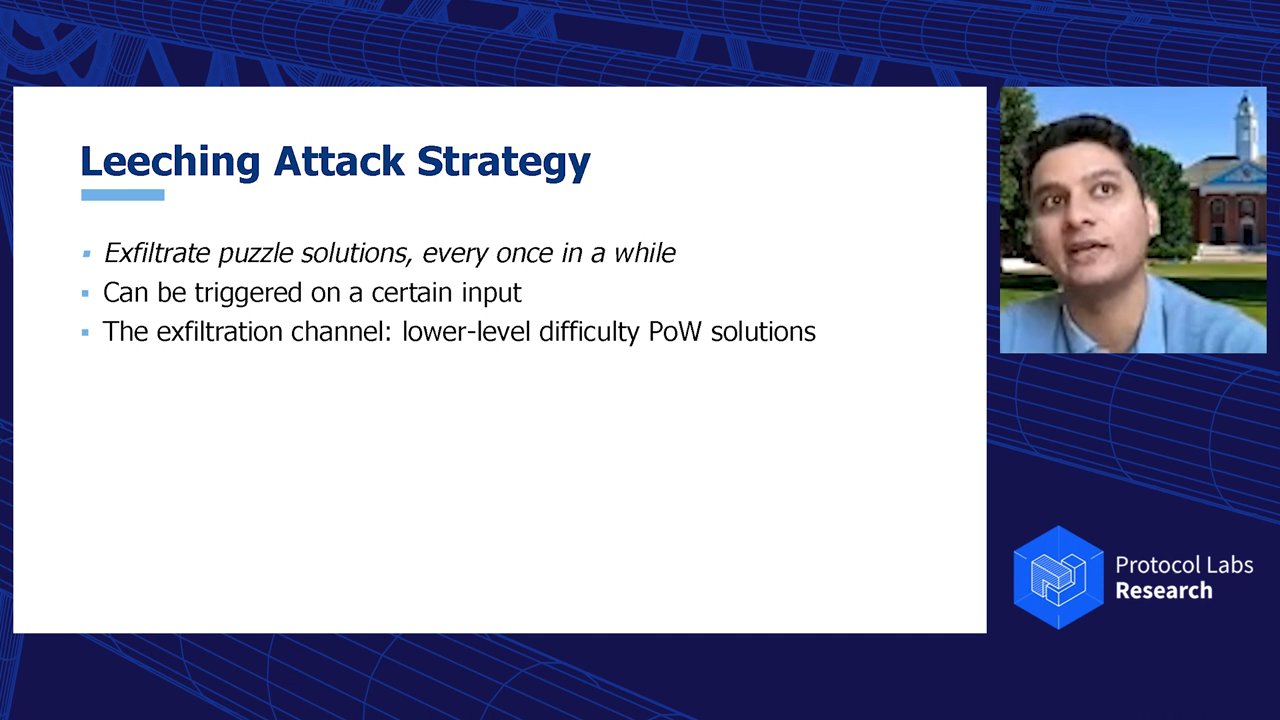 Leeching Attack Strategy
▪ Exfiltrate puzzle solutions, every once in a while
▪ Can be triggered on a certain input
▪ The exfiltration channel: lower-level difficulty PoW solutions
Protocol Labs
Research